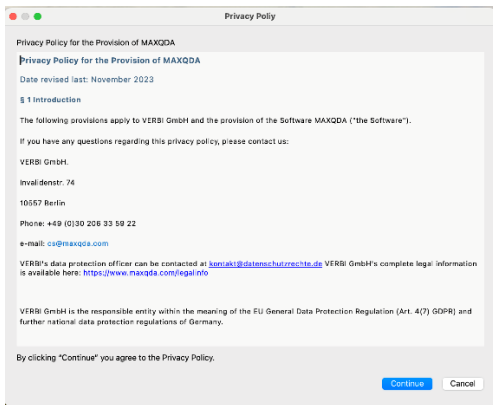 Privacy Poliy
Privacy Policy for the Provision of MAXQDA
Privacy Policy for the Provision of MAXQDA
Date revised last: November 2023
§ 1 Introduction
The following provisions apply to VERBI GmbH and the provision of the Software MAXQDA ("the Software").
If you have any questions regarding this privacy policy, please contact us:
VERBI GmbH.
Invalidenstr. 74
10557 Berlin
Phone: +49 (0)30 206 33 59 22
e-mail: cs@maxqda.com
VERBI's data protection officer can be contacted at kontakt@datenschutzrechte.de VERBI GmbH's complete legal information
is available here: https://www.maxqda.com/legalinfo
VERBI GmbH is the responsible entity within the meaning of the EU General Data Protection Regulation (Art. 4(7) GDPR) and
further national data protection regulations of Germany.
By clicking "Continue" you agree to the Privacy Policy.
Continue
Cancel